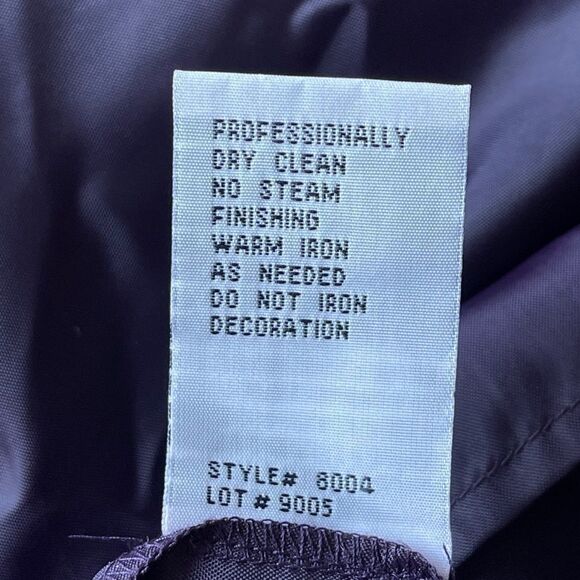 PROFESSIONALLY
DRY CLEAN
NO STEAM
FINISHING
WARM IRON
AS NEEDED
DO NOT IRON
DECORATION
STYLE# 8004
LOT # 9005